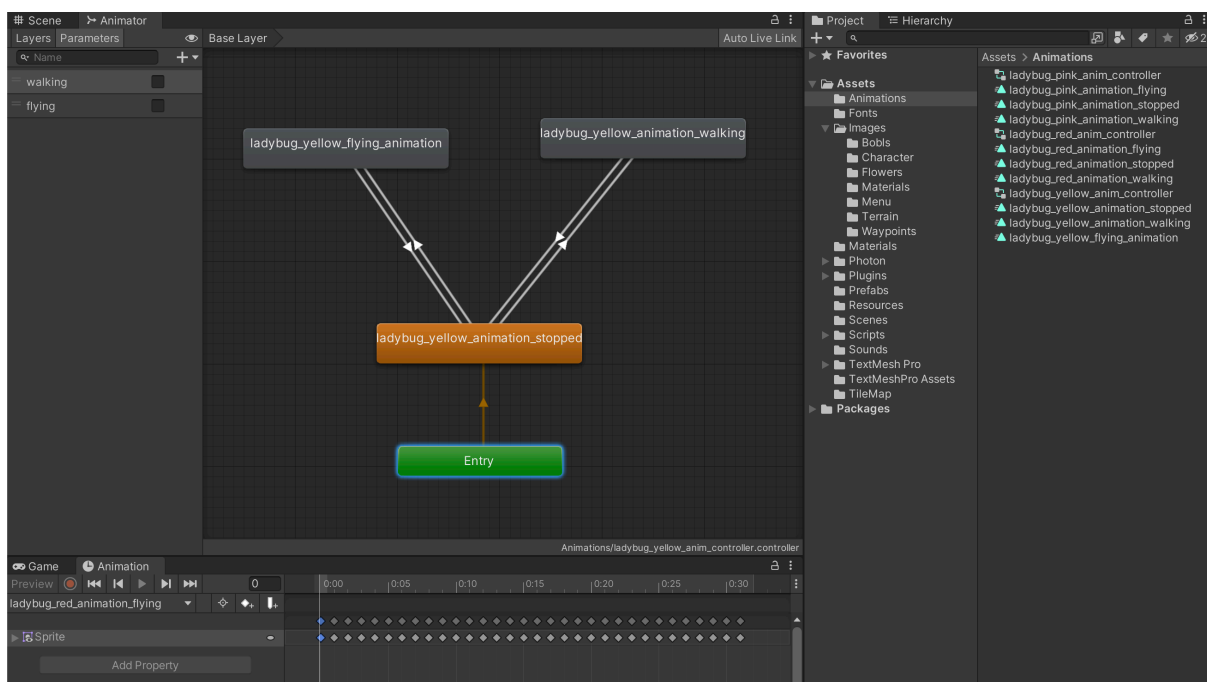 Scene
Animator
Layers
Parameters
Base Layer
Auto Live Link
Name
walking
flying
ladybug_yellow_flying_animation
ladybug_yellow_animation_walking
ladybug_yellow_animation_stopped
Entry
Animations/ladybug_yellow_anim_controller.controller
Game
Animation
Preview
0
0:00
0:05
0:10
0:15
0:20
0:25
0:30
ladybug_red_animation_flying
Sprite
Add Property
Project
Hierarchy
2
Favorites
Assets
Animations
Fonts
Images
Bobls
Character
Flowers
Materials
Menu
Terrain
Waypoints
Materials
Photon
Plugins
Prefabs
Resources
Scenes
Scripts
Sounds
TextMesh Pro
TextMeshPro Assets
TileMap
Packages
Assets > Animations
ladybug_pink_anim_controller
ladybug_pink_animation_flying
ladybug_pink_animation_stopped
ladybug_pink_animation_walking
ladybug_red_anim_controller
ladybug_red_animation_flying
ladybug_red_animation_stopped
ladybug_red_animation_walking
ladybug_yellow_anim_controller
ladybug_yellow_animation_stopped
ladybug_yellow_animation_walking
ladybug_yellow_flying_animation